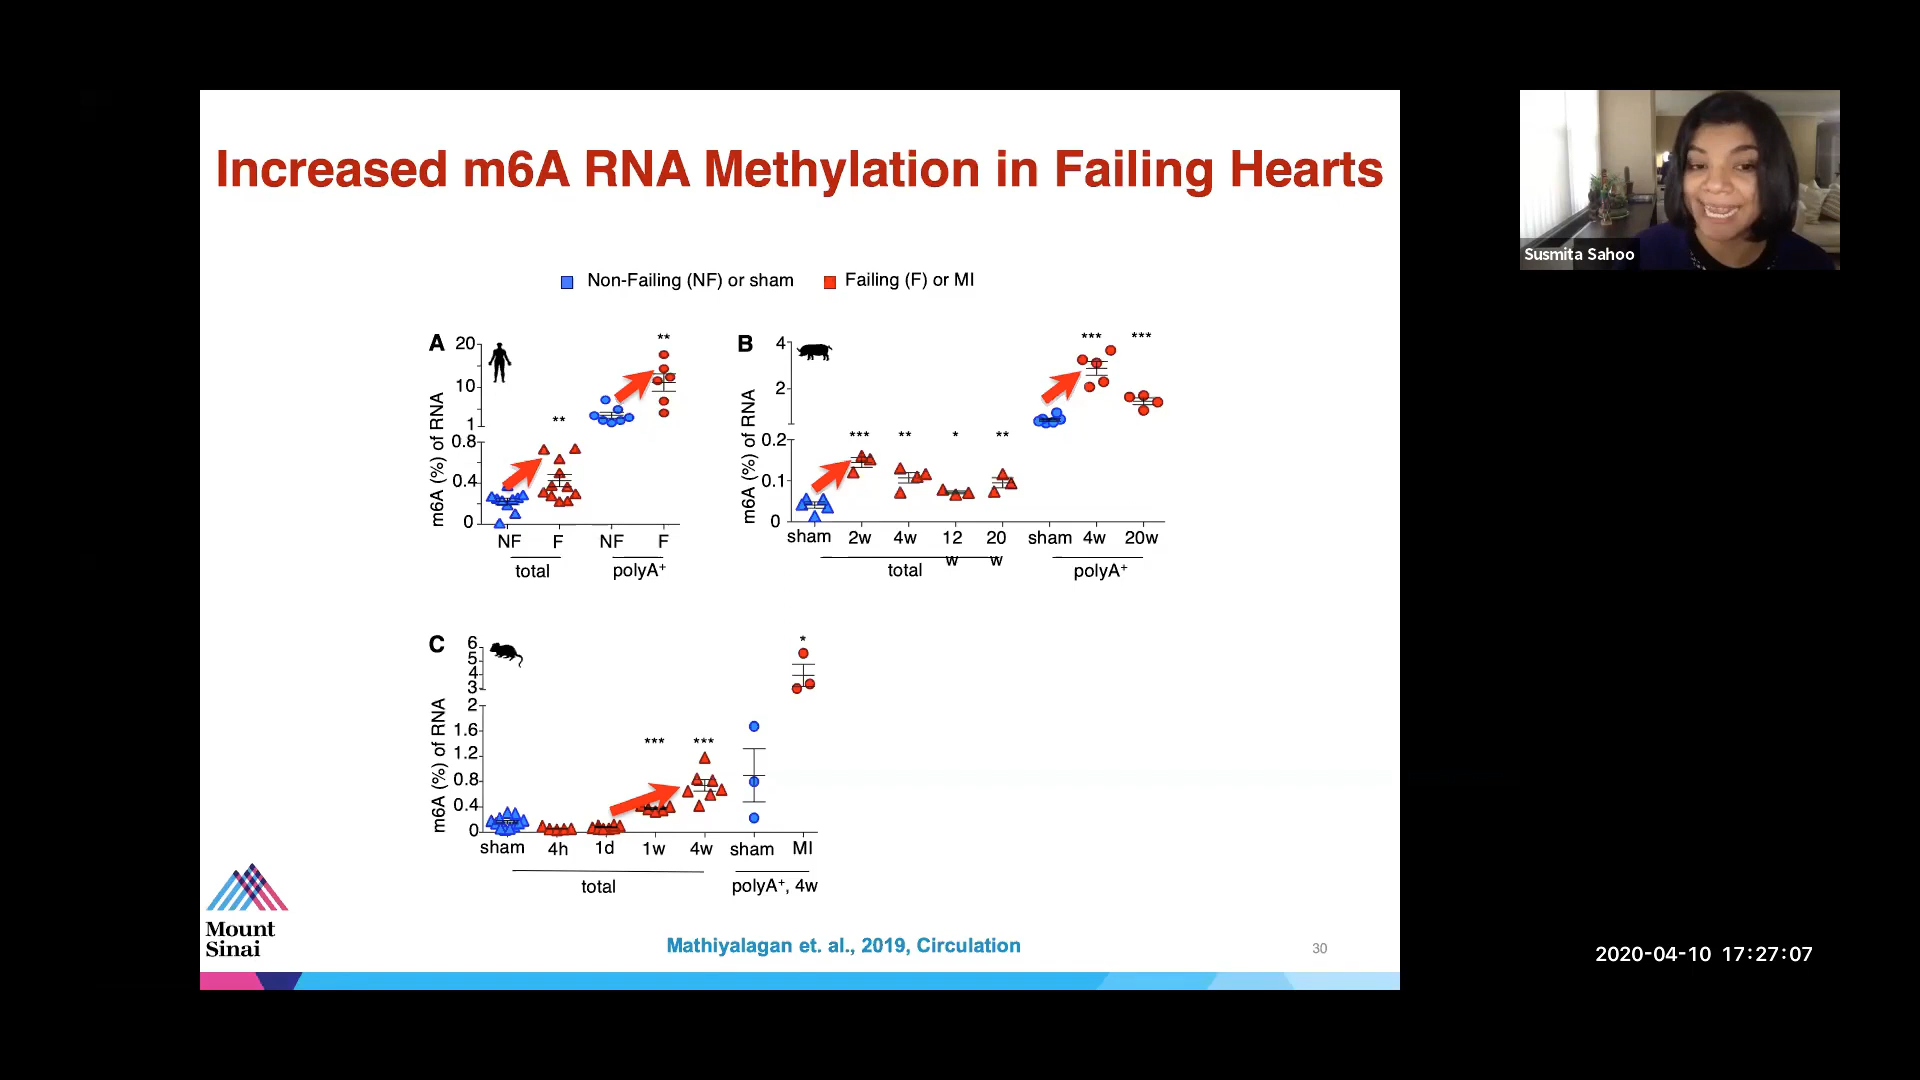 Increased m6A RNA Methylation in Failing Hearts
Susmita Sahoo
Non-Failing (NF) or sham
Failing (F) or MI
A
20
10
1
0.8
0.4
0
m6A (%) of RNA
**
**
NF F NF F
total polyA+
B
4
2
0.2
0.1
0
m6A (%) of RNA
*** ** * **
*** ***
sham 2w 4w 12 w 20 w sham 4w 20w
total polyA+
C
6
5
4
3
2
1.6
1.2
0.8
0.4
0
m6A (%) of RNA
*** ***
*
sham 4h 1d 1w 4w sham MI
total polyA+, 4w
Mount
Sinai
Mathiyalagan et. al., 2019, Circulation
30
2020-04-10 17:27:07